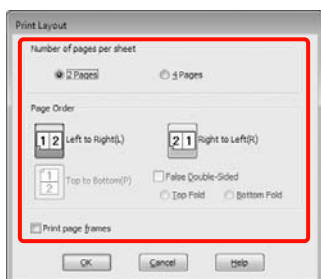 Print Layout
Number of pages per sheet
2 Pages 4 Pages
Page Order
1 2 Left to Right(L) 2 1 Right to Left(R)
1 2 Top to Bottom(P) False Double-Sided
Top Fold Bottom Fold
Print page frames
OK Cancel Help